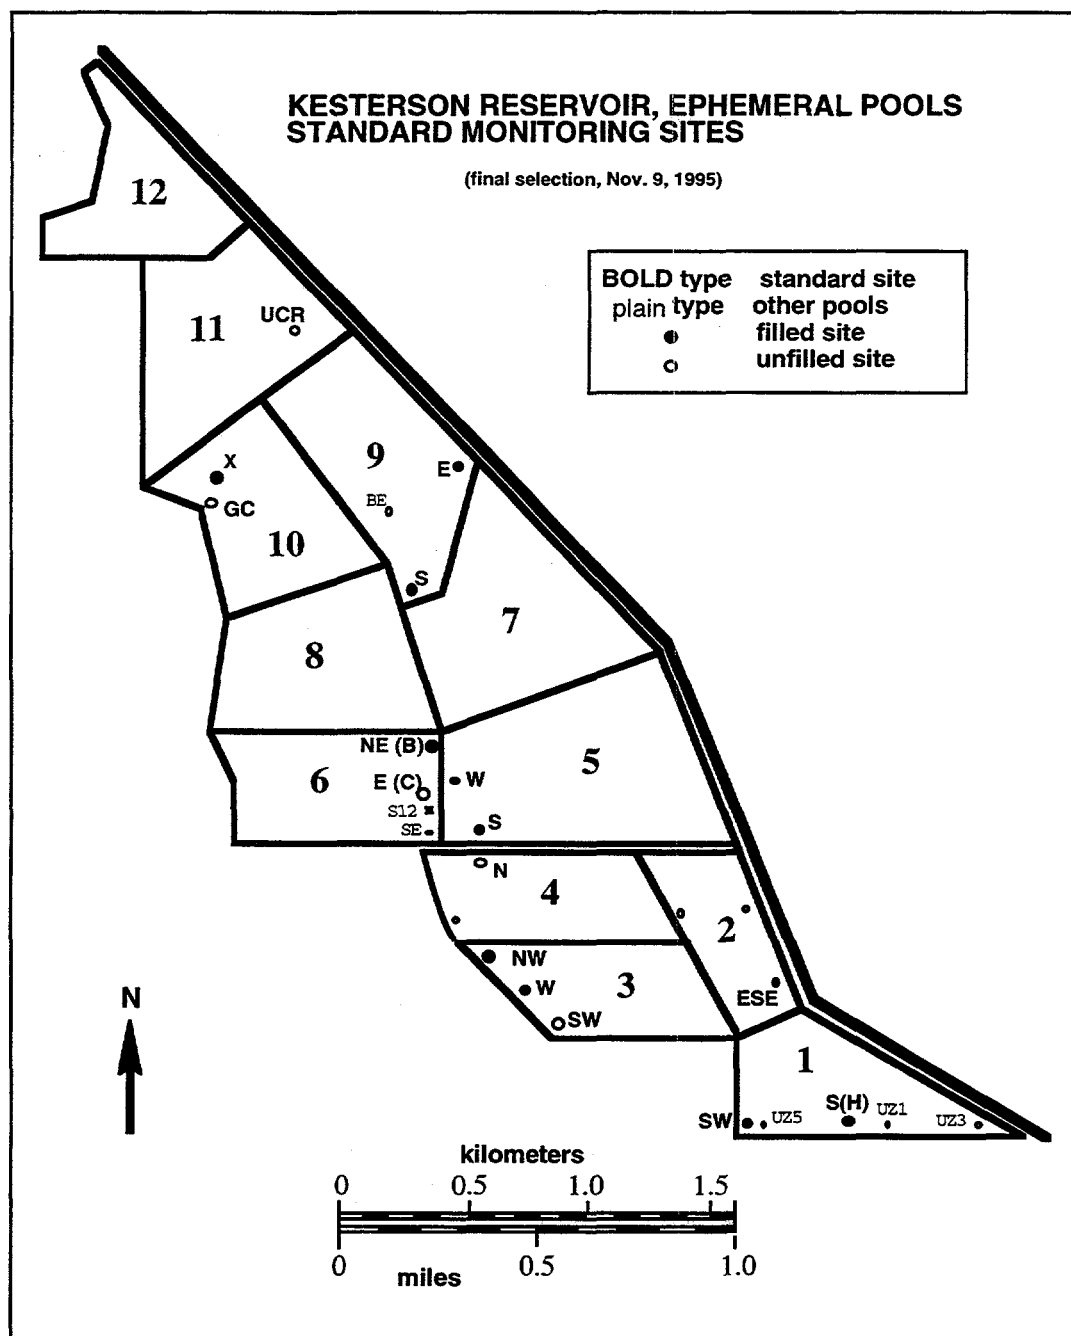 KESTERSON RESERVOIR, EPHEMERAL POOLS
STANDARD MONITORING SITES
(final selection, Nov. 9, 1995)
BOLD type standard site
plain type other pools
filled site
unfilled site
12
11
UCR
9
E
X
BE
GC
10
S
7
8
NE (B)
6
E (C)
W
5
S12
SE
S
N
4
2
NW
W
3
ESE
SW
N
1
SW
UZ5
S(H)
UZ1
UZ3
kilometers
0 0.5 1.0 1.5
0 miles 0.5 1.0